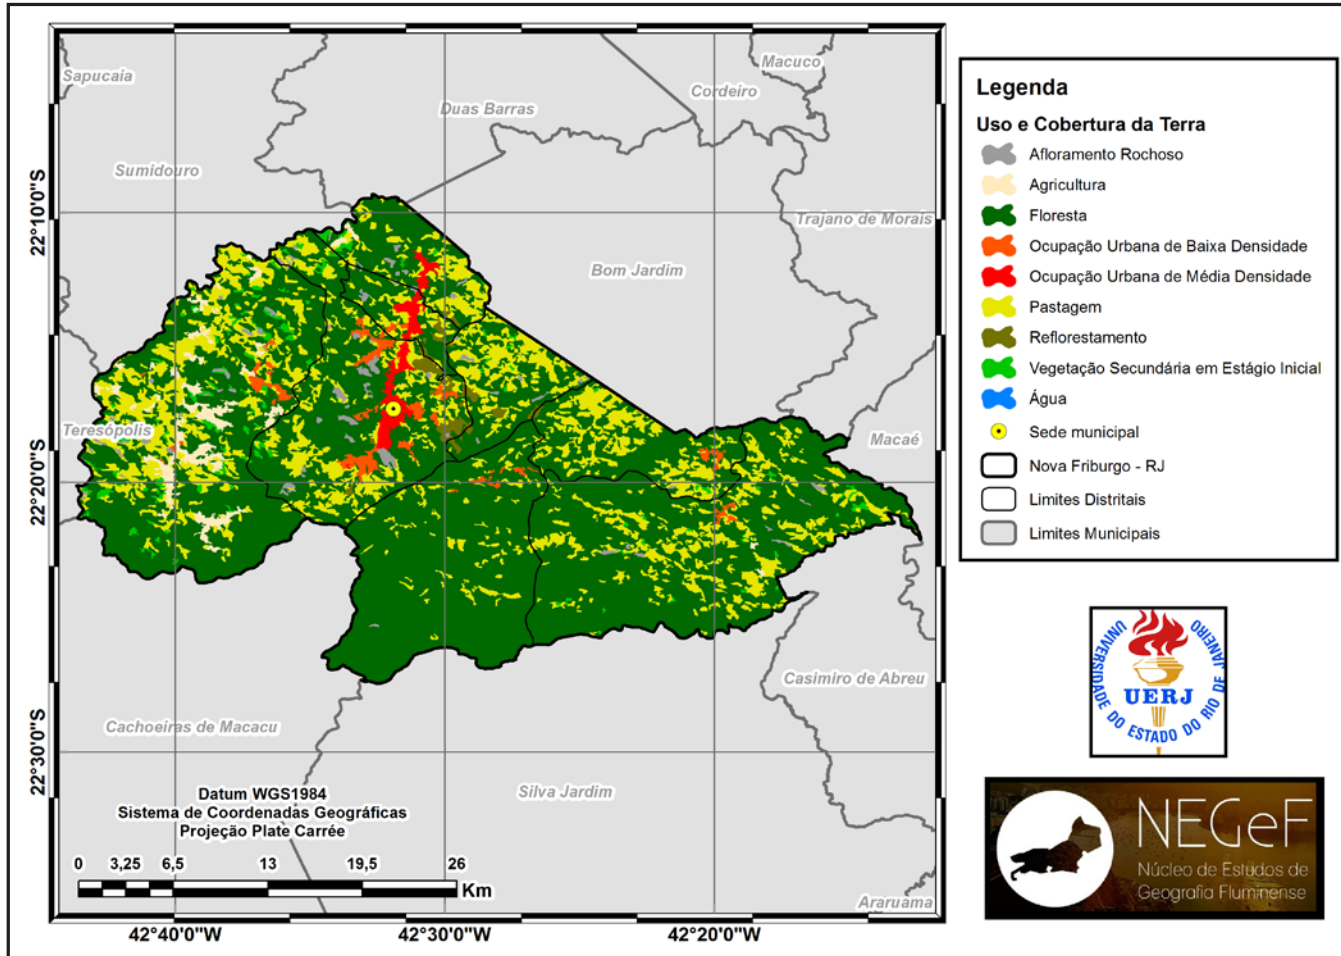 Sapucaia
Macuco
Cordeiro
Duas Barras
Sumidouro
Trajano de Morais
Bom Jardim
Teresópolis
Macaé
Casimiro de Abreu
Cachoeiras de Macacu
Silva Jardim
Araruama
22°10'0"S
22°20'0"S
22°30'0"S
Datum WGS1984
Sistema de Coordenadas Geográficas
Projeção Plate Carrée
0 3,25 6,5 13 19,5 26
Km
42°40'0"W 42°30'0"W 42°20'0"W
Legenda
Uso e Cobertura da Terra
Afloramento Rochoso
Agricultura
Floresta
Ocupação Urbana de Baixa Densidade
Ocupação Urbana de Média Densidade
Pastagem
Reflorestamento
Vegetação Secundária em Estágio Inicial
Água
Sede municipal
Nova Friburgo - RJ
Limites Distritais
Limites Municipais
UNIVERSIDADE DO ESTADO DO RIO DE JANEIRO
UERJ
NEGeF
Núcleo de Estudos de
Geografia Fluminense